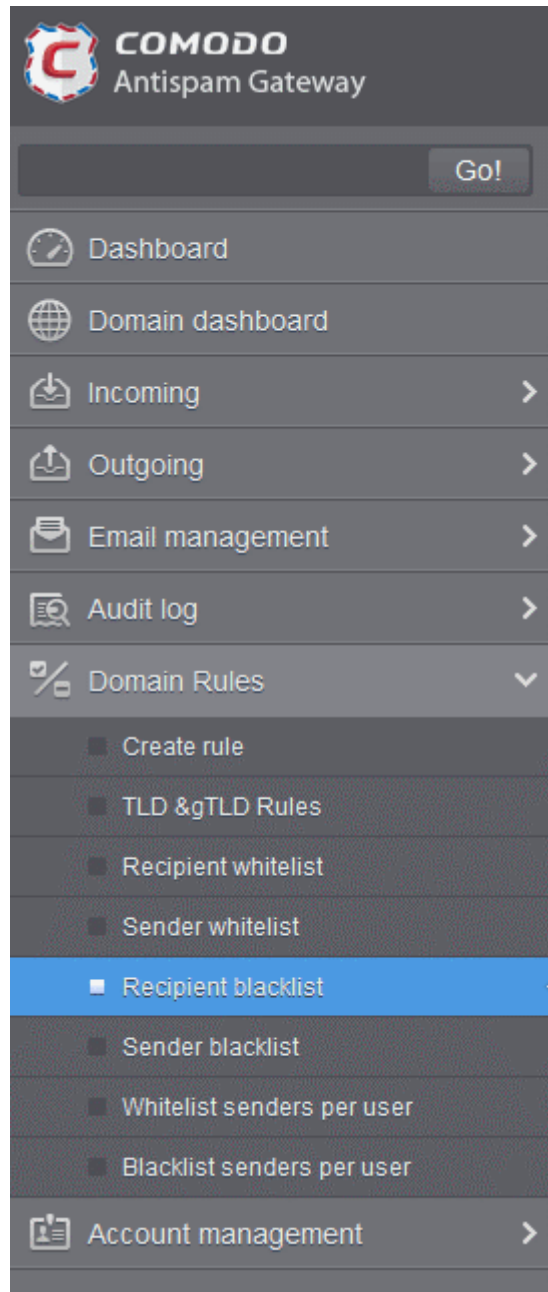 COMODO
Antispam Gateway
Go!
Dashboard
Domain dashboard
Incoming
Outgoing
Email management
Audit log
Domain Rules
Create rule
TLD &gTLD Rules
Recipient whitelist
Sender whitelist
Recipient blacklist
Sender blacklist
Whitelist senders per user
Blacklist senders per user
Account management